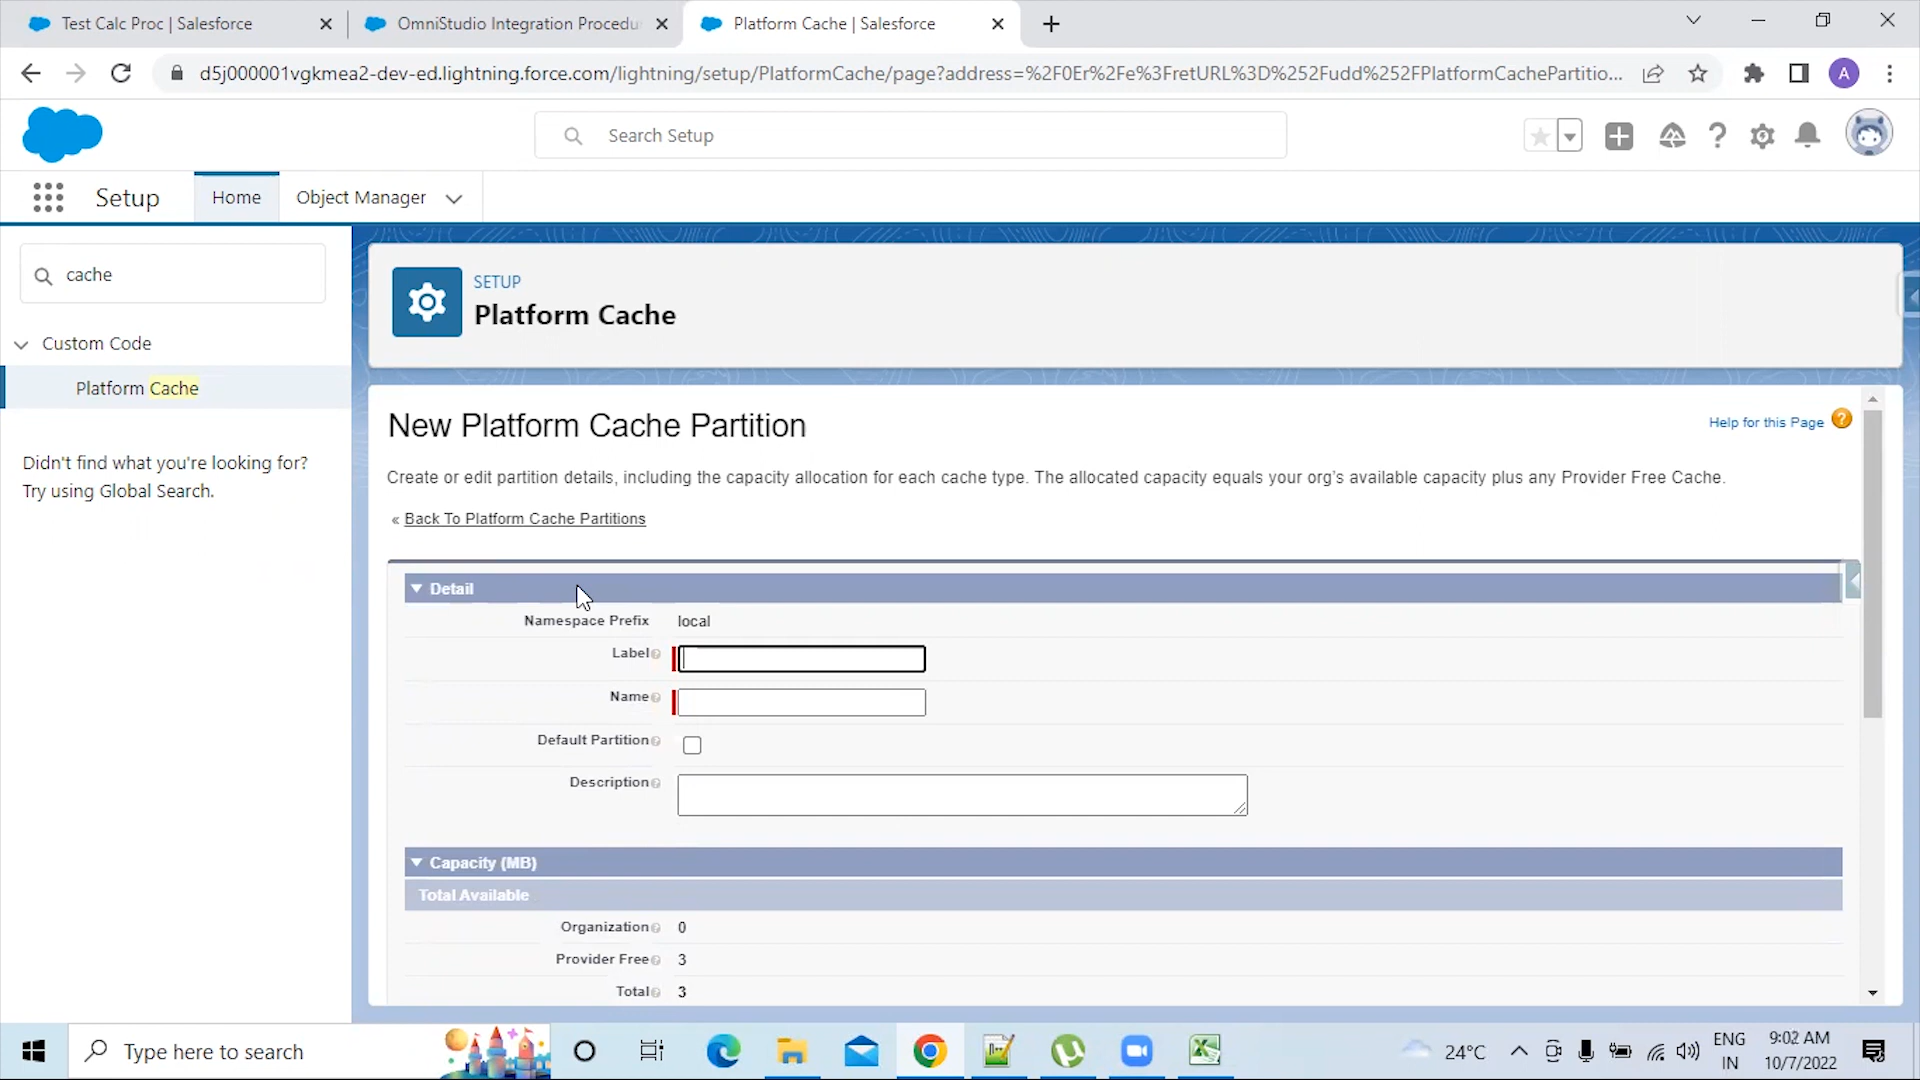 Test Calc Proc | Salesforce
OmniStudio Integration Procedu
Platform Cache | Salesforce
d5j000001vgkmea2-dev-ed.lightning.force.com/lightning/setup/PlatformCache/page?address=%2F0Er%2Fe%3FretURL%3D%252Fudd%252FPlatformCachePartitio...
A
Search Setup
Setup
Home
Object Manager
cache
Custom Code
Platform Cache
Didn't find what you're looking for?
Try using Global Search.
SETUP
Platform Cache
New Platform Cache Partition
Help for this Page
Create or edit partition details, including the capacity allocation for each cache type. The allocated capacity equals your org's available capacity plus any Provider Free Cache.
« Back To Platform Cache Partitions
Detail
Namespace Prefix local
Label
Name
Default Partition
Description
Capacity (MB)
Total Available
Organization 0
Provider Free 3
Total 3
Type here to search
24°C
ENG
IN
9:02 AM
10/7/2022